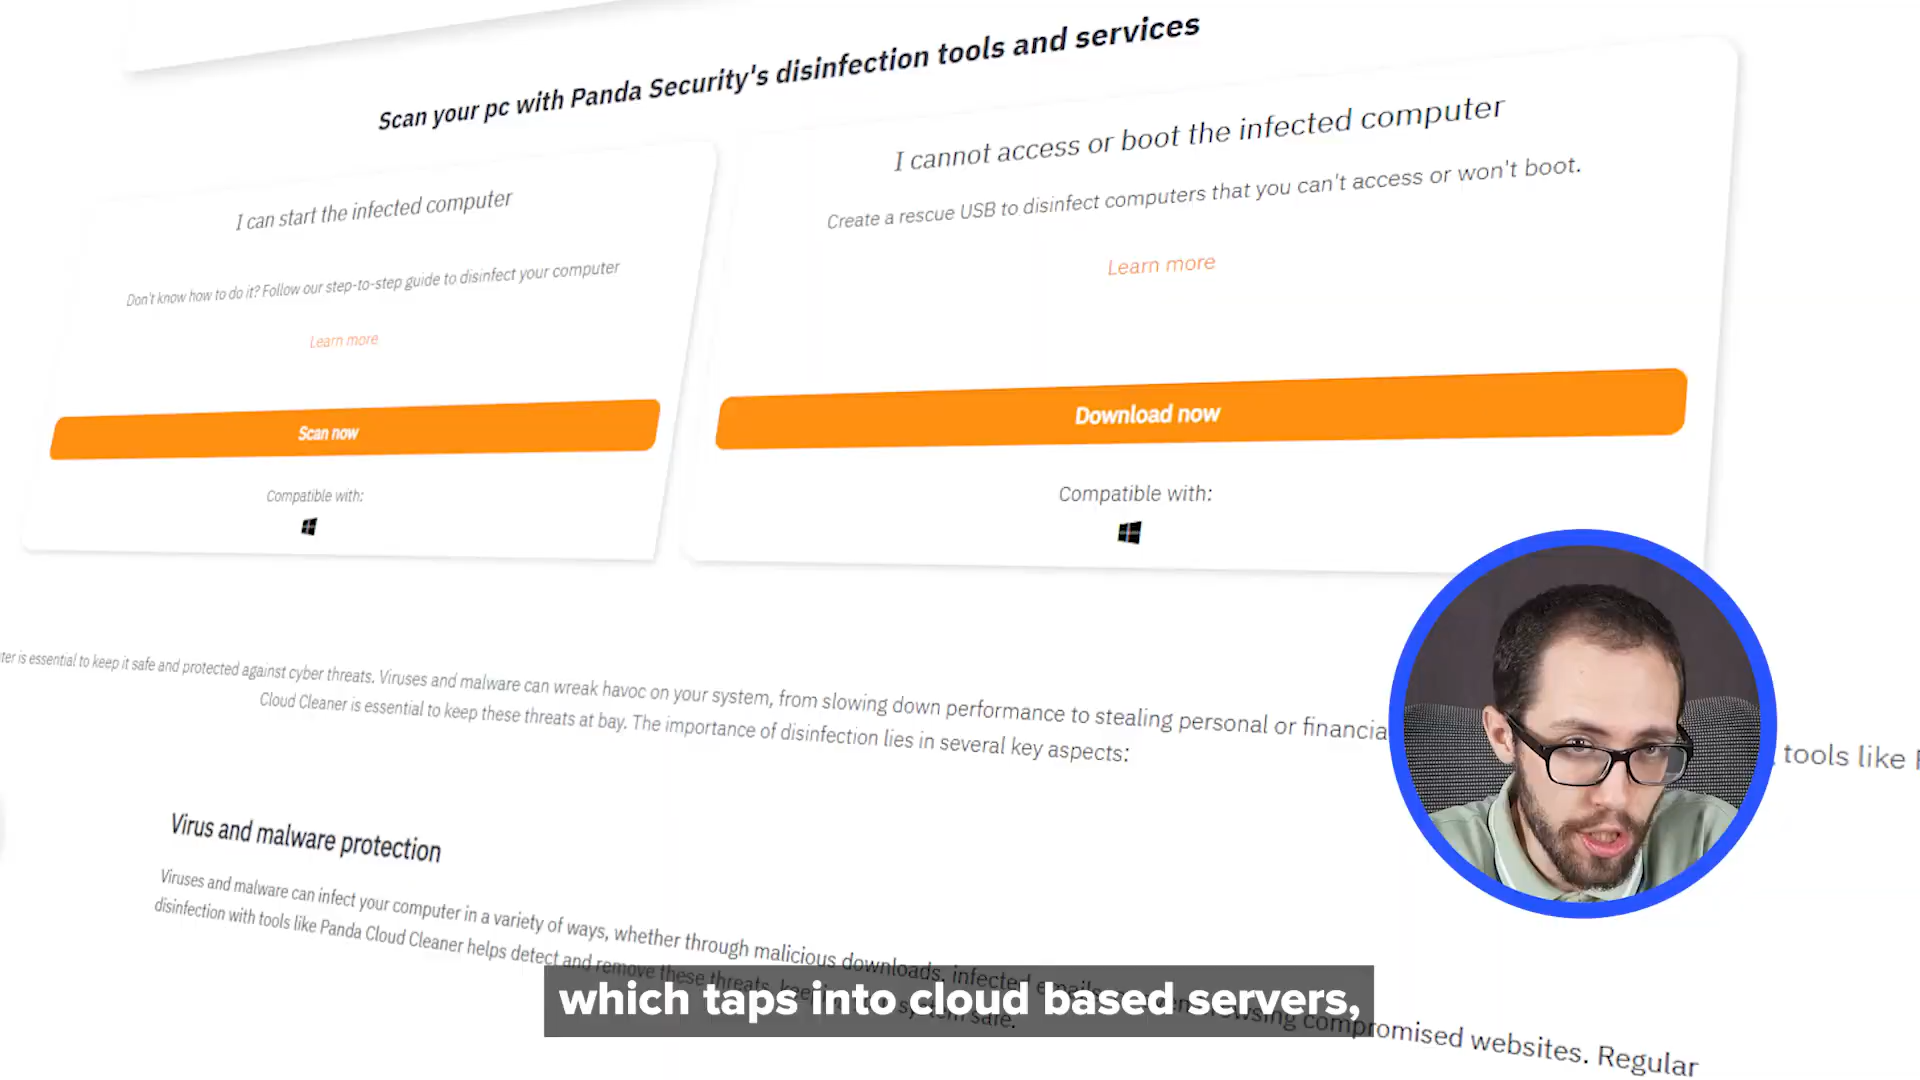 Scan your pc with Panda Security's disinfection tools and services
I can start the infected computer
Don't know how to do it? Follow our step-to-step guide to disinfect your computer
Learn more
Scan now
Compatible with:
I cannot access or boot the infected computer
Create a rescue USB to disinfect computers that you can't access or won't boot.
Learn more
Download now
Compatible with:
is essential to keep it safe and protected against cyber threats. Viruses and malware can wreak havoc on your system, from slowing down performance to stealing personal or tools like
Cloud Cleaner is essential to keep these threats at bay. The importance of disinfection lies in several key aspects:
Virus and malware protection
Viruses and malware can infect your computer in a variety of ways, whether through malicious downloads, infected emails compromised websites. Regular
disinfection with tools like Panda Cloud Cleaner helps detect and remove these threats, system safe.
which taps into cloud based servers,